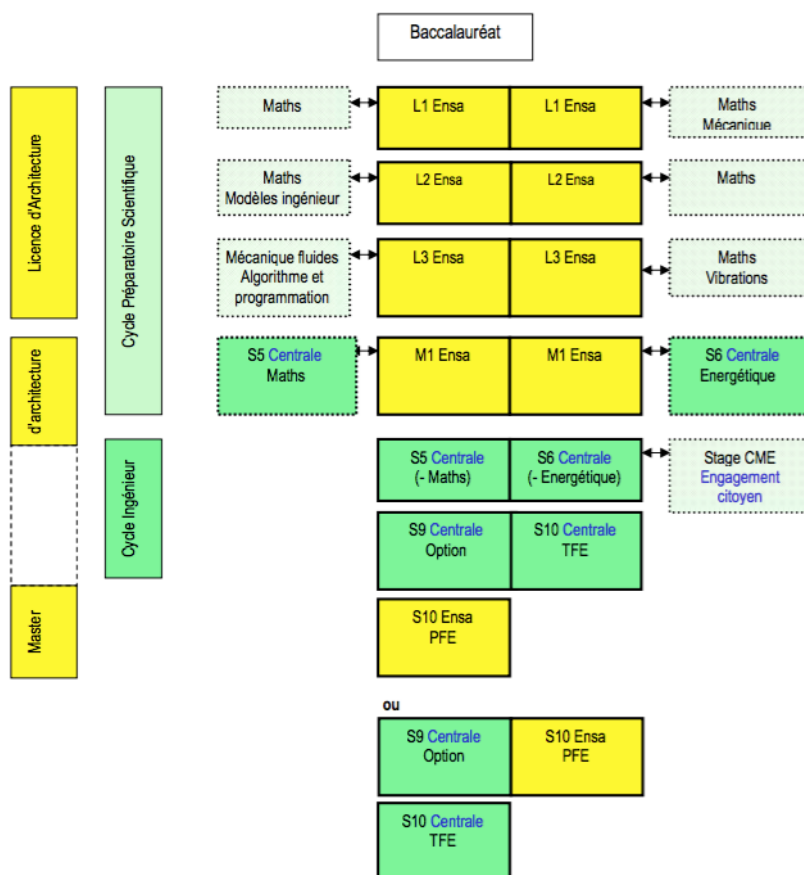 Baccalauréat
Licence d'Architecture
Cycle Préparatoire Scientifique
Maths
L1 Ensa
L1 Ensa
Maths
Mécanique
Maths
Modèles ingénieur
L2 Ensa
L2 Ensa
Maths
Mécanique fluides
Algorithme et
programmation
L3 Ensa
L3 Ensa
Maths
Vibrations
d'architecture
S5 Centrale
Maths
M1 Ensa
M1 Ensa
S6 Centrale
Energétique
Cycle Ingénieur
S5 Centrale
(- Maths)
S6 Centrale
(- Energétique)
Stage CME
Engagement
citoyen
S9 Centrale
Option
S10 Centrale
TFE
Master
S10 Ensa
PFE
ou
S9 Centrale
Option
S10 Ensa
PFE
S10 Centrale
TFE